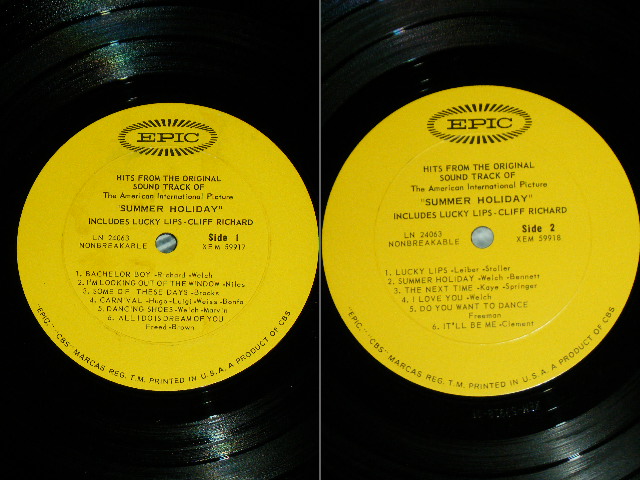 EPIC
HITS FROM THE ORIGINAL
SOUND TRACK OF
The American International Picture
"SUMMER HOLIDAY"
INCLUDES LUCKY LIPS-CLIFF RICHARD
LN 24063
NONBREAKABLE
Side 1
XEM 59917
1. BACHELOR BOY -Richard-Welch
2. I'M LOOKING OUT OF THE WINDOW -Niles
3. SOME OF THESE DAYS -Brooks
4. CARNIVAL -Hugo-Luigi-Weiss-Bonfa
5. DANCING SHOES -Welch-Marvin
6. ALL I DO IS DREAM OF YOU
Freed-Brown
"EPIC," "CBS" MARCAS REG. T.M. PRINTED IN U.S.A. A PRODUCT OF CBS
EPIC
HITS FROM THE ORIGINAL
SOUND TRACK OF
The American International Picture
"SUMMER HOLIDAY"
INCLUDES LUCKY LIPS-CLIFF RICHARD
LN 24063
NONBREAKABLE
Side 2
XEM 59918
1. LUCKY LIPS -Leiber-Stoller
2. SUMMER HOLIDAY -Welch-Bennett
3. THE NEXT TIME -Kaye-Springer
4. I LOVE YOU -Welch
5. DO YOU WANT TO DANCE
Freeman
6. IT'LL BE ME -Clement
"EPIC," "CBS" MARCAS REG. T.M. PRINTED IN U.S.A. A PRODUCT OF CBS